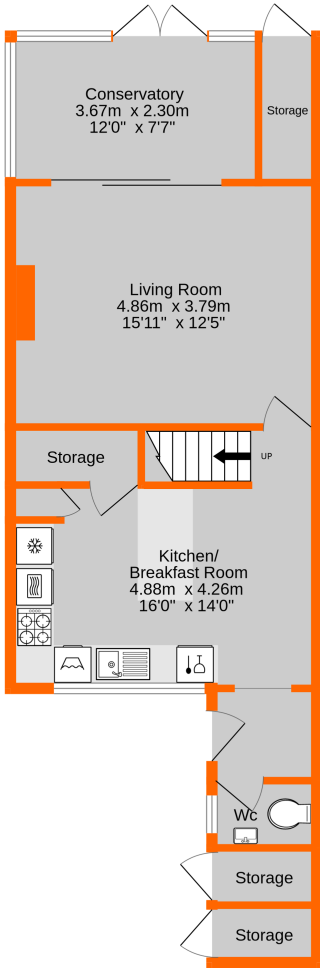 Conservatory
3.67m x 2.30m
12'0" x 7'7"
Storage
Living Room
4.86m x 3.79m
15'11" x 12'5"
Storage
UP
Kitchen/
Breakfast Room
4.88m x 4.26m
16'0" x 14'0"
Wc
Storage
Storage